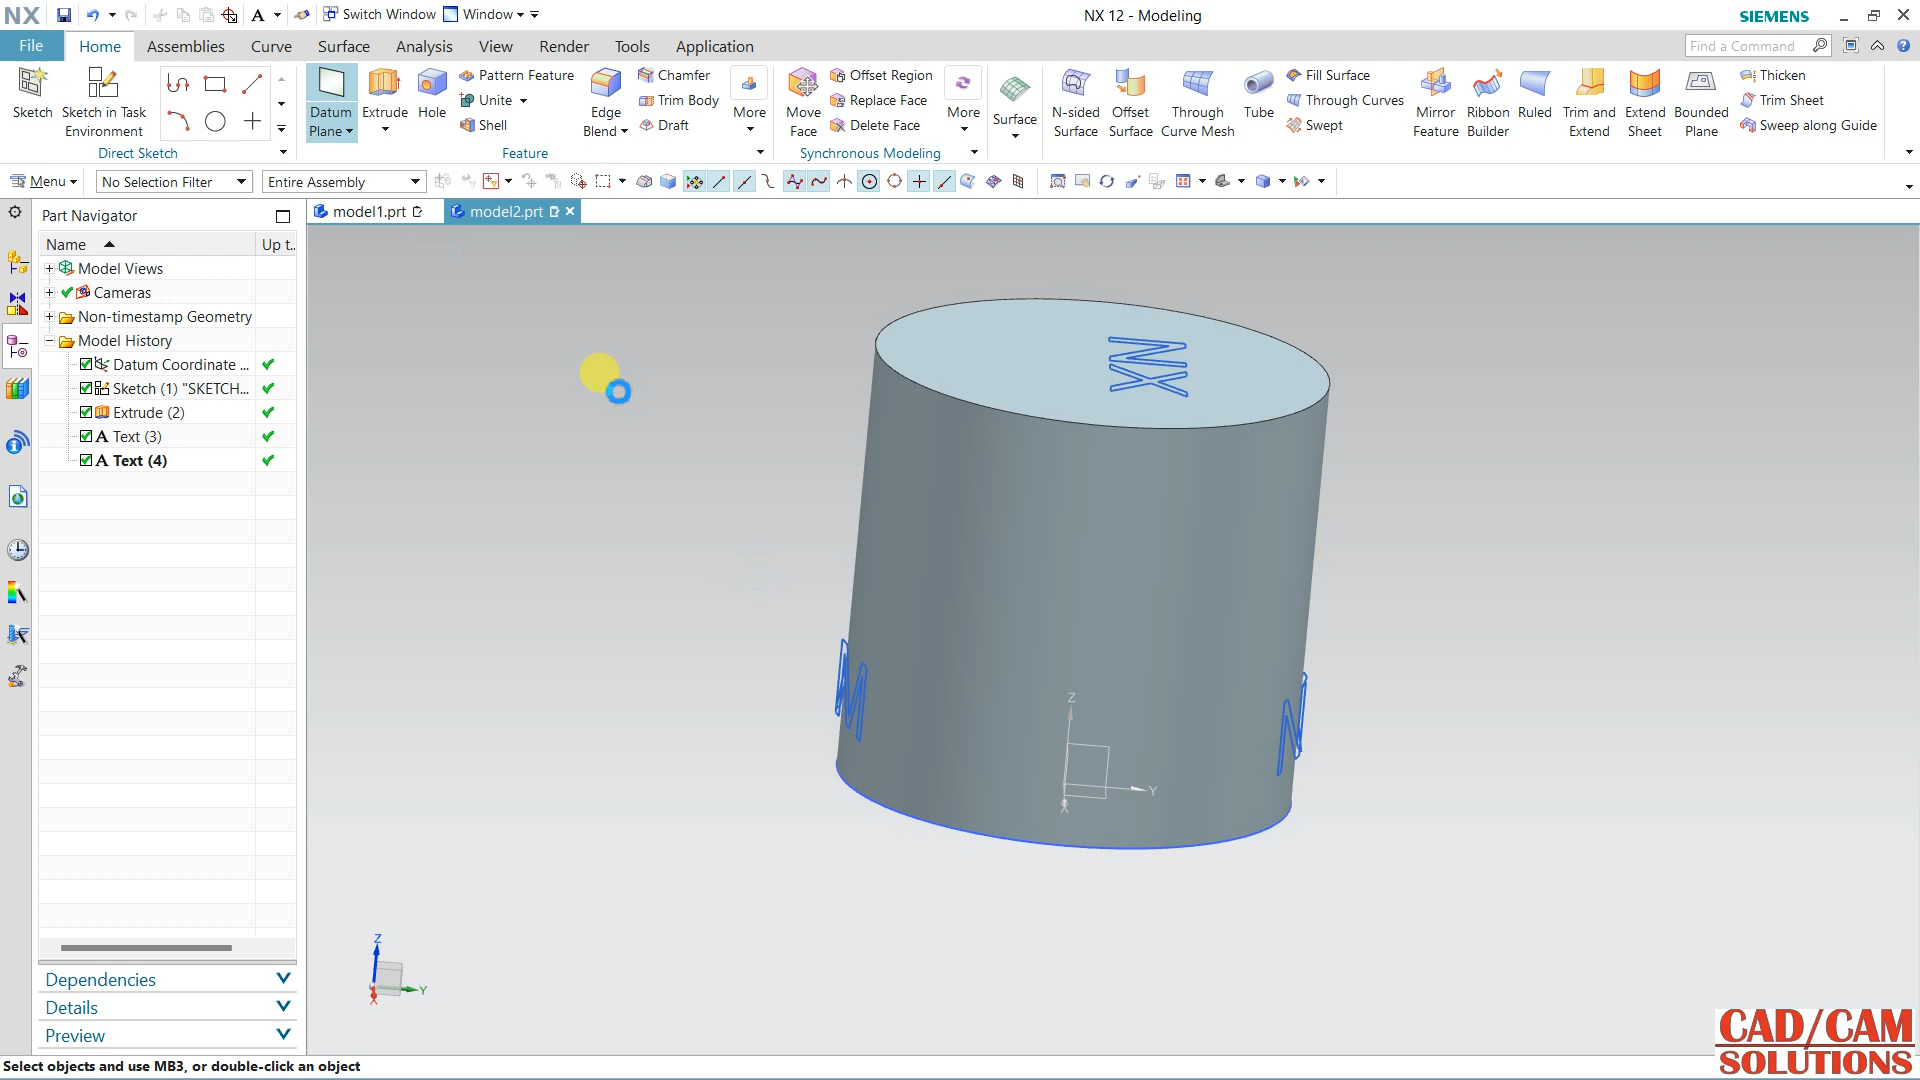 NX Switch Window Window NX 12 - Modeling SIEMENS
File Home Assemblies Curve Surface Analysis View Render Tools Application Find a Command
Sketch Sketch in Task Environment Datum Plane Extrude Hole Pattern Feature Unite Shell Edge Blend Chamfer Trim Body Draft More Move Face Offset Region Replace Face Delete Face More Surface N-sided Surface Offset Surface Through Curve Mesh Tube Fill Surface Through Curves Swept Mirror Feature Ribbon Builder Ruled Trim and Extend Extend Sheet Bounded Plane Thicken Trim Sheet Sweep along Guide
Direct Sketch Feature Synchronous Modeling
Menu No Selection Filter Entire Assembly
Part Navigator model1.prt model2.prt
Name Up t..
Model Views
Cameras
Non-timestamp Geometry
Model History
Datum Coordinate ...
Sketch (1) "SKETCH...
Extrude (2)
A Text (3)
A Text (4)
NX
M N
Z
Y
X
Z
Y
X
Dependencies
Details
Preview
CAD/CAM
SOLUTIONS
Select objects and use MB3, or double-click an object